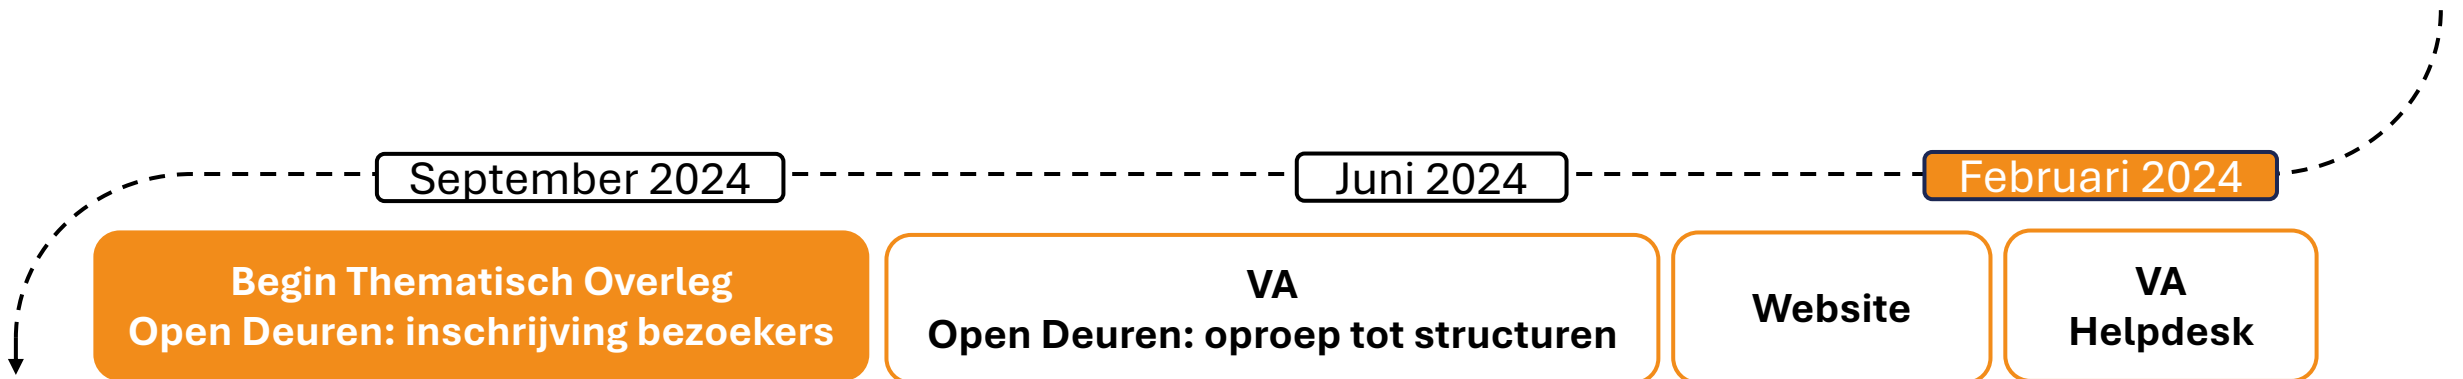 September 2024
Juni 2024
Februari 2024
Begin Thematisch Overleg
Open Deuren: inschrijving bezoekers
VA
Open Deuren: oproep tot structuren
Website
VA
Helpdesk